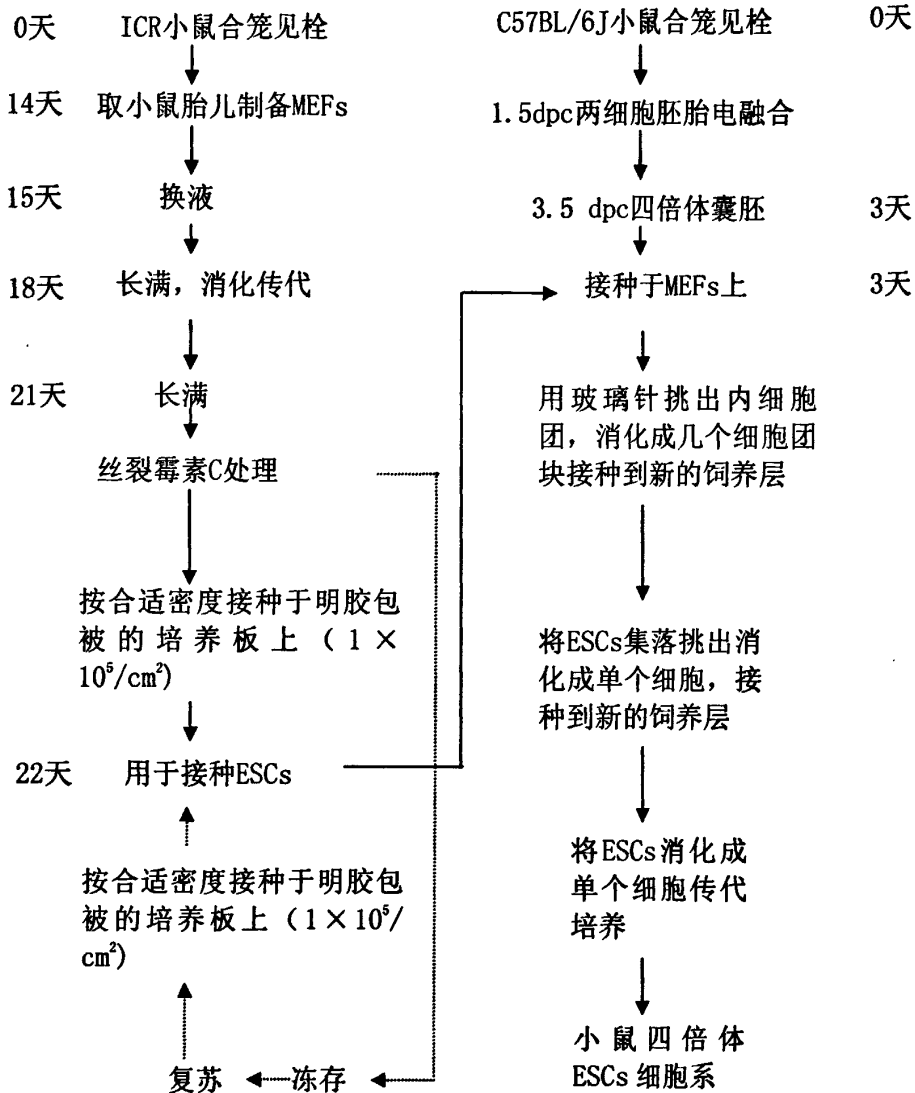 0天 ICR小鼠合笼见栓
14天 取小鼠胎儿制备MEFs
15天 换液
18天 长满，消化传代
21天 长满
丝裂霉素C处理
按合适密度接种于明胶包
被的培养板上（1×
10⁵/cm²）
22天 用于接种ESCs
按合适密度接种于明胶包
被的培养板上（1×10⁵/
cm²）
复苏 冻存
C57BL/6J小鼠合笼见栓 0天
1.5dpc两细胞胚胎电融合
3.5 dpc四倍体囊胚 3天
接种于MEFs上 3天
用玻璃针挑出内细胞
团，消化成几个细胞团
块接种到新的饲养层
将ESCs集落挑出消
化成单个细胞，接
种到新的饲养层
将ESCs消化成
单个细胞传代
培养
小鼠四倍体
ESCs细胞系